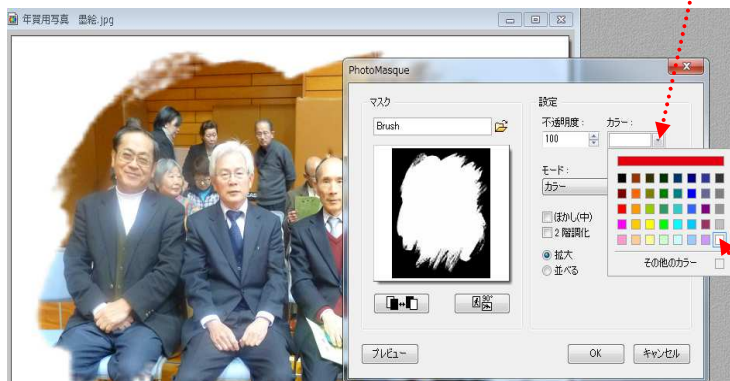 年賀用写真 墨絵.jpg
PhotoMasque
マスク
Brush
設定
不透明度: カラー:
100
モード:
カラー
ぼかし(中)
2 階調化
拡大
並べる
その他のカラー
90°
プレビュー
OK
キャンセル